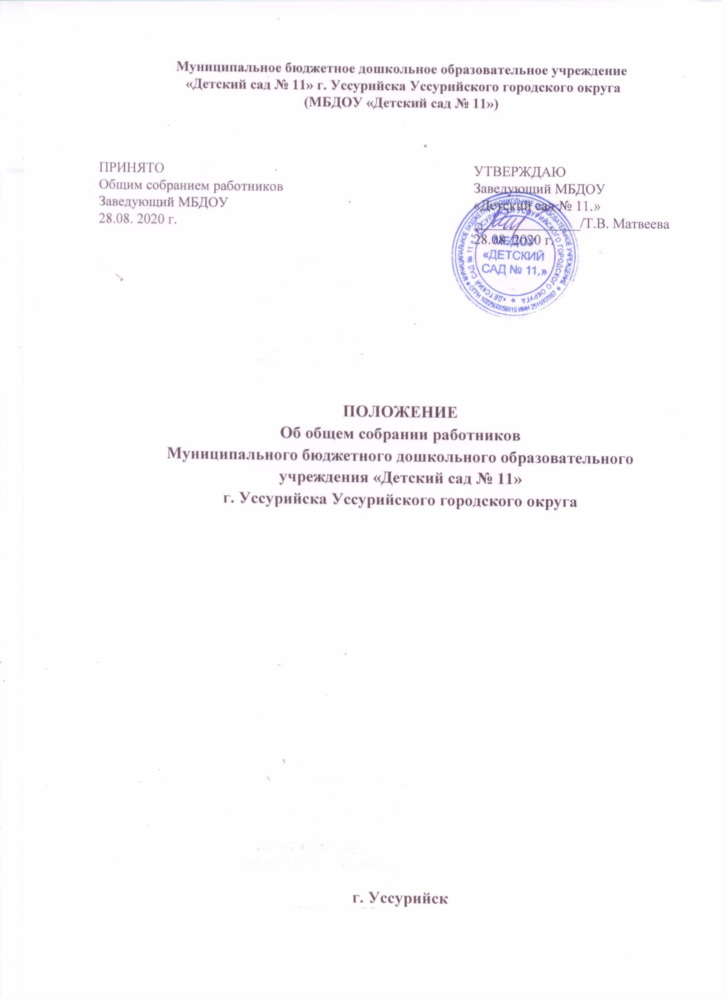 Муниципальное бюджетное дошкольное образовательное учреждение
«Детский сад № 11» г. Уссурийска Уссурийского городского округа
(МБДОУ «Детский сад № 11»)
ПРИНЯТО
Общим собранием работников
Заведующий МБДОУ
28.08. 2020 г.
УТВЕРЖДАЮ
Заведующий МБДОУ
«Детский сад № 11.»
/Т.В. Матвеева
28.08. 2020 г.
МУНИЦИПАЛЬНОЕ БЮДЖЕТНОЕ ДОШКОЛЬНОЕ ОБРАЗОВАТЕЛЬНОЕ УЧРЕЖДЕНИЕ
ОГРН 1022500859810 ИНН 2511007867
«ДЕТСКИЙ САД № 11 » Г. УССУРИЙСКА УССУРИЙСКОГО ГОРОДСКОГО ОКРУГА
МБДОУ
«ДЕТСКИЙ
САД № 11,»
ПОЛОЖЕНИЕ
Об общем собрании работников
Муниципального бюджетного дошкольного образовательного
учреждения «Детский сад № 11»
г. Уссурийска Уссурийского городского округа
г. Уссурийск